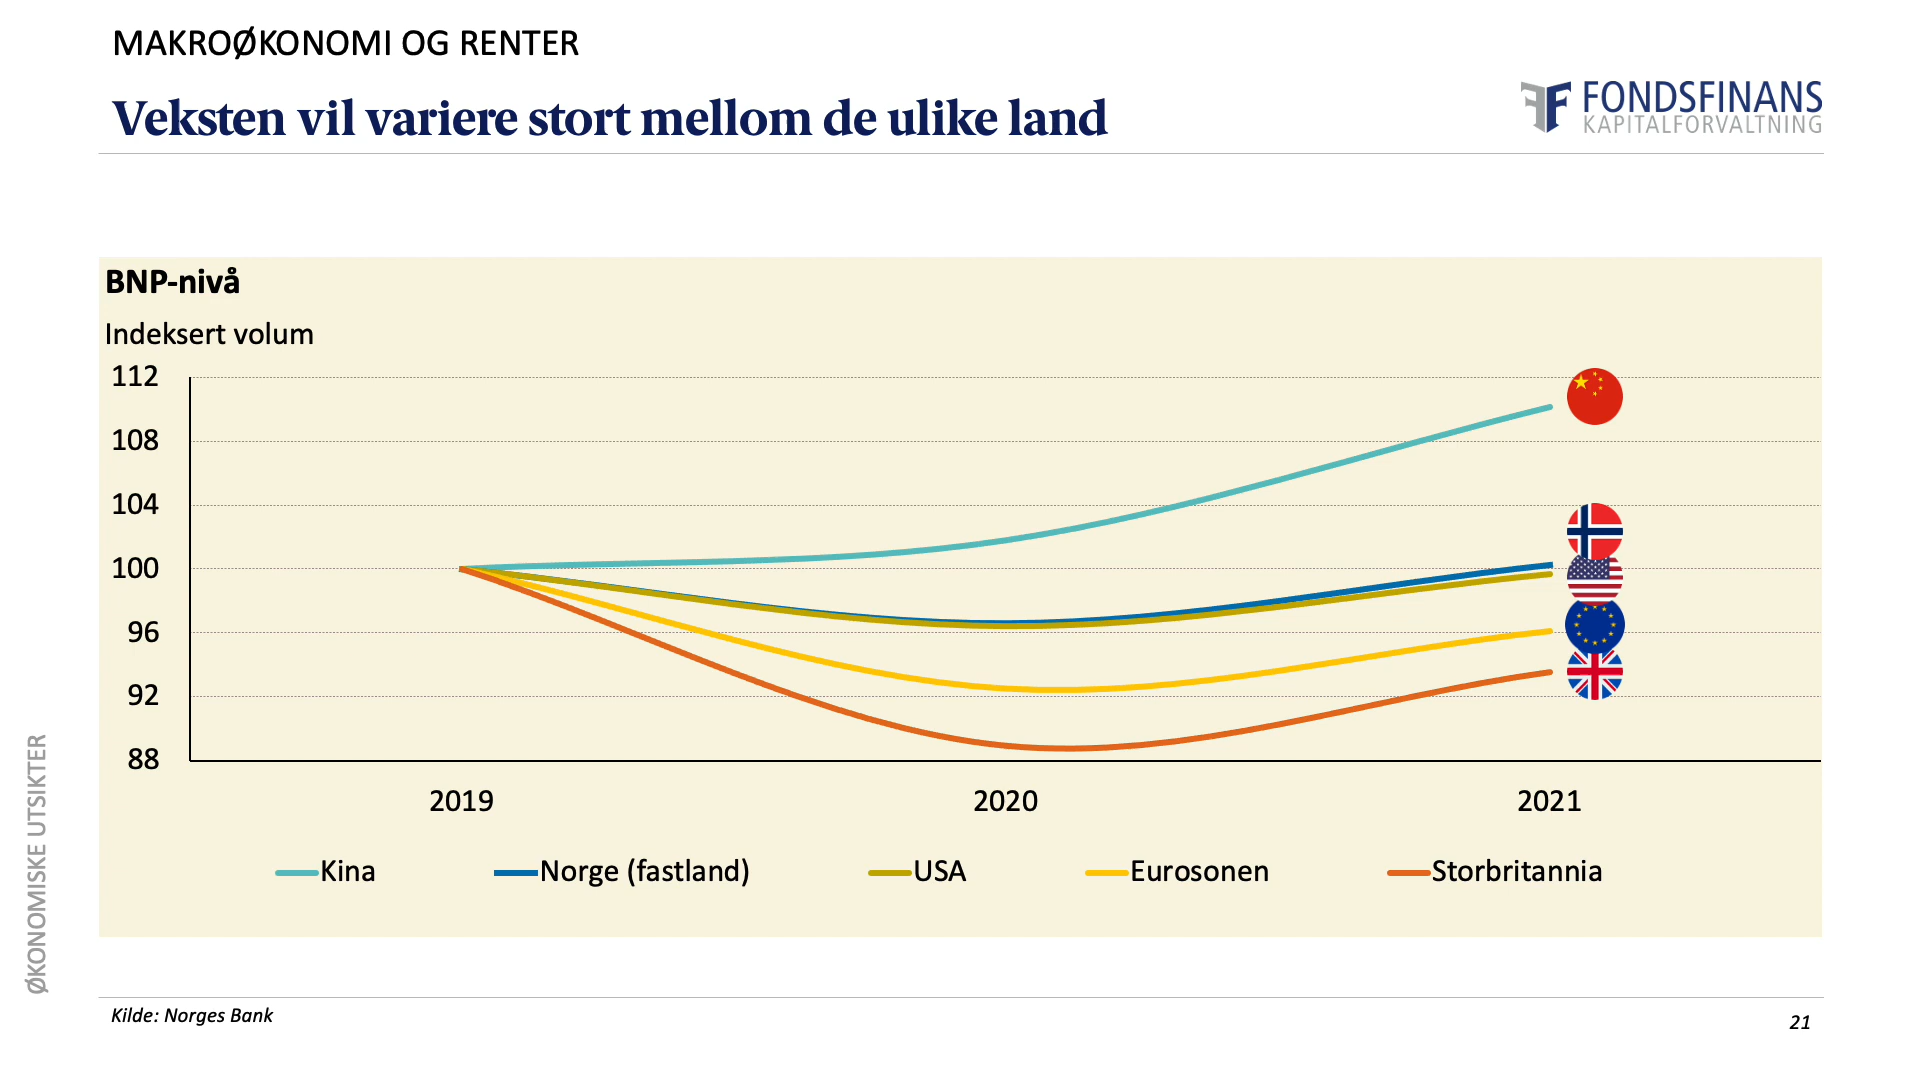 MAKROØKONOMI OG RENTER
Veksten vil variere stort mellom de ulike land
FONDSFINANS
KAPITALFORVALTNING
BNP-nivå
Indeksert volum
112
108
104
100
96
92
88
2019 2020 2021
Kina Norge (fastland) USA Eurosonen Storbritannia
ØKONOMISKE UTSIKTER
Kilde: Norges Bank
21